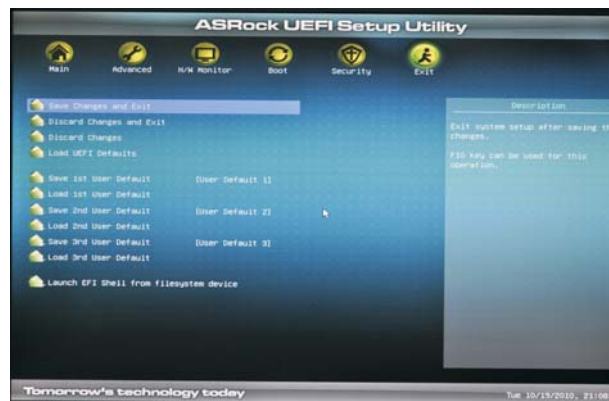 ASRock UEFI Setup Utility
Main Advanced H/W Monitor Boot Security Exit
Save Changes and Exit
Discard Changes and Exit
Discard Changes
Load UEFI Defaults
Save 1st User Default [User Default 1]
Load 1st User Default
Save 2nd User Default [User Default 2]
Load 2nd User Default
Save 3rd User Default [User Default 3]
Load 3rd User Default
Launch EFI Shell from filesystem device
Description
Exit system setup after saving th
changes.
F10 key can be used for this
operation.
Tomorrow's technology today
Tue 10/19/2010, 21:08